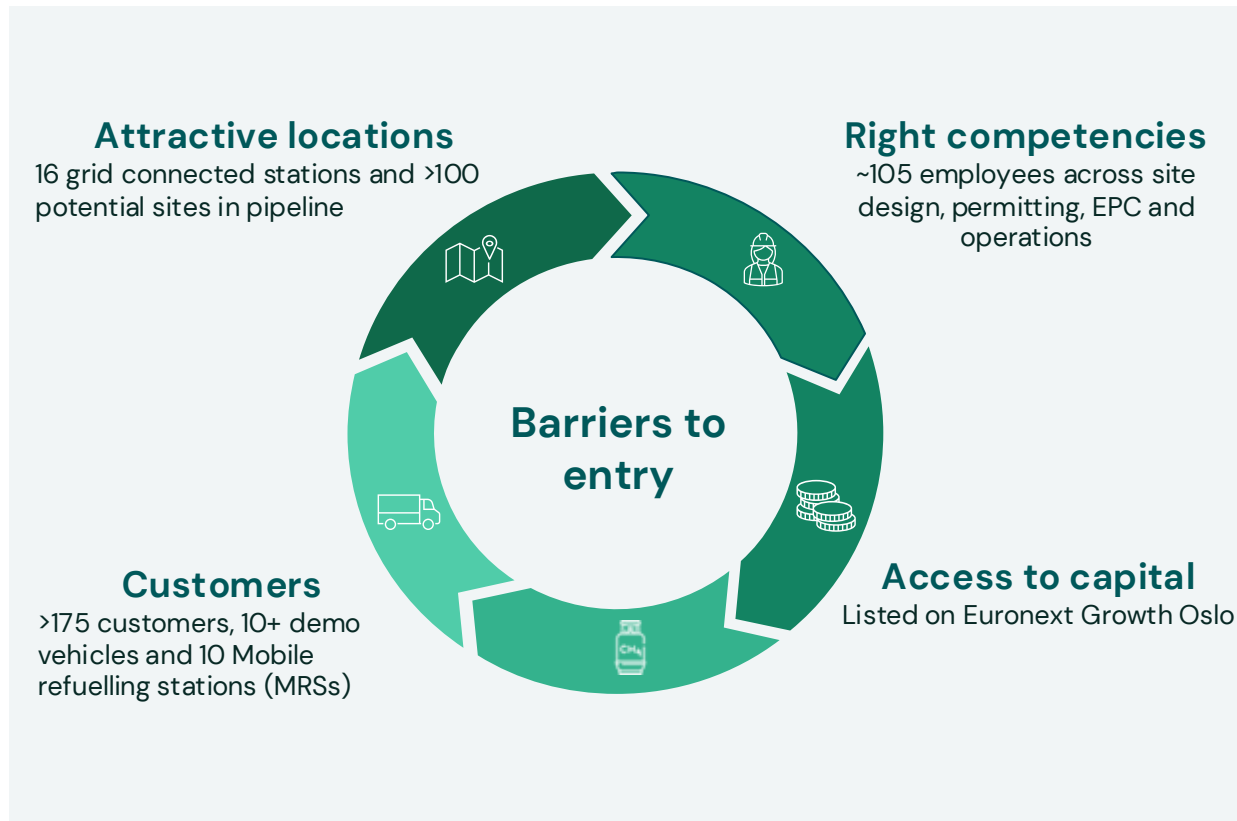 Attractive locations
16 grid connected stations and >100
potential sites in pipeline
Right competencies
~105 employees across site
design, permitting, EPC and
operations
Barriers to
entry
Customers
>175 customers, 10+ demo
vehicles and 10 Mobile
refuelling stations (MRSs)
Access to capital
Listed on Euronext Growth Oslo
CH₄